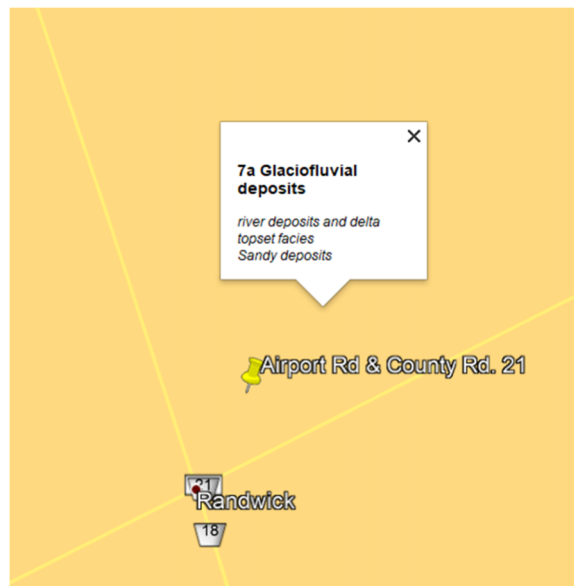 7a Glaciofluvial
deposits
river deposits and delta
topset facies
Sandy deposits
Airport Rd & County Rd. 21
21
Randwick
18